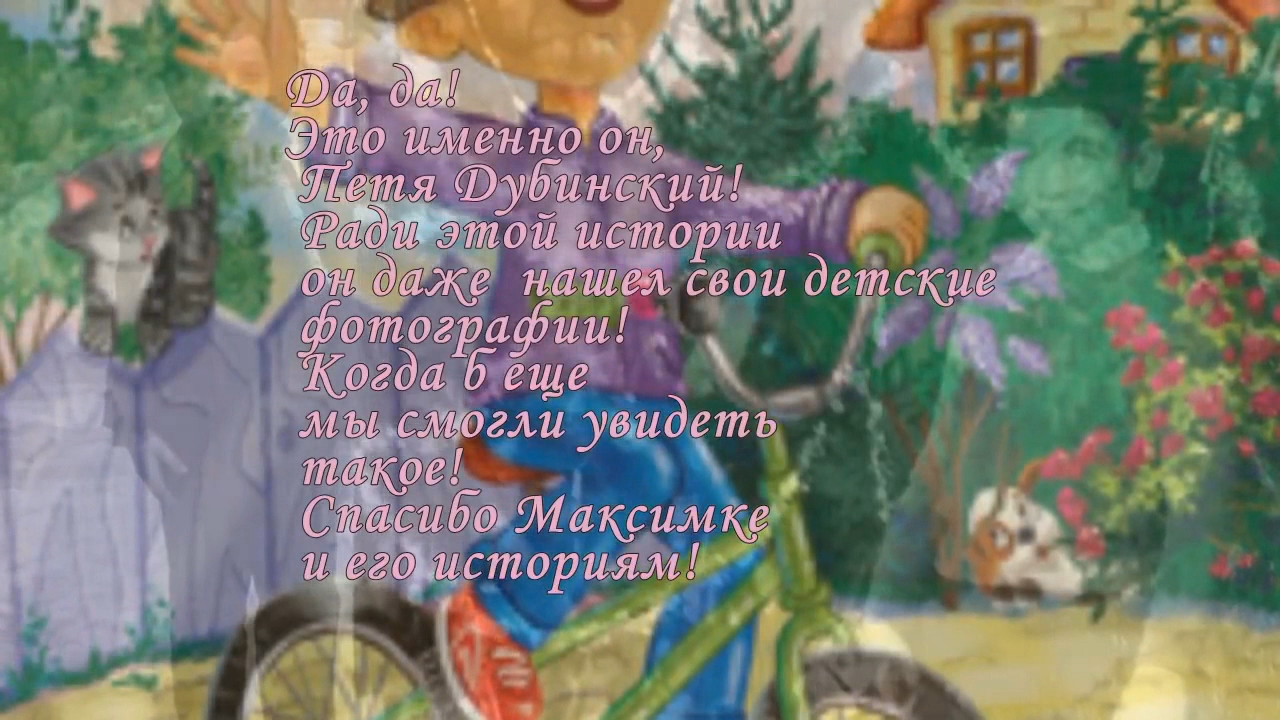 Да, да!
Это именно он,
Петя Дубинский!
Ради этой истории
он даже нашел свои детские
фотографии!
Когда б еще
мы смогли увидеть
такое!
Спасибо Максимке
и его историям!